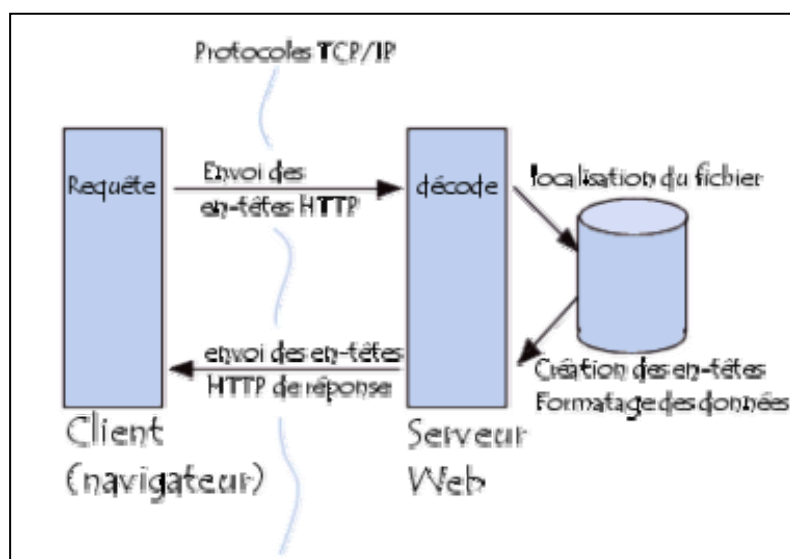 Protocoles TCP/IP
Requête
Envoi des
en-têtes HTTP
décode
localisation du fichier
envoi des en-têtes
HTTP de réponse
Création des en-têtes
Formatage des données
Client
(navigateur)
Serveur
Web